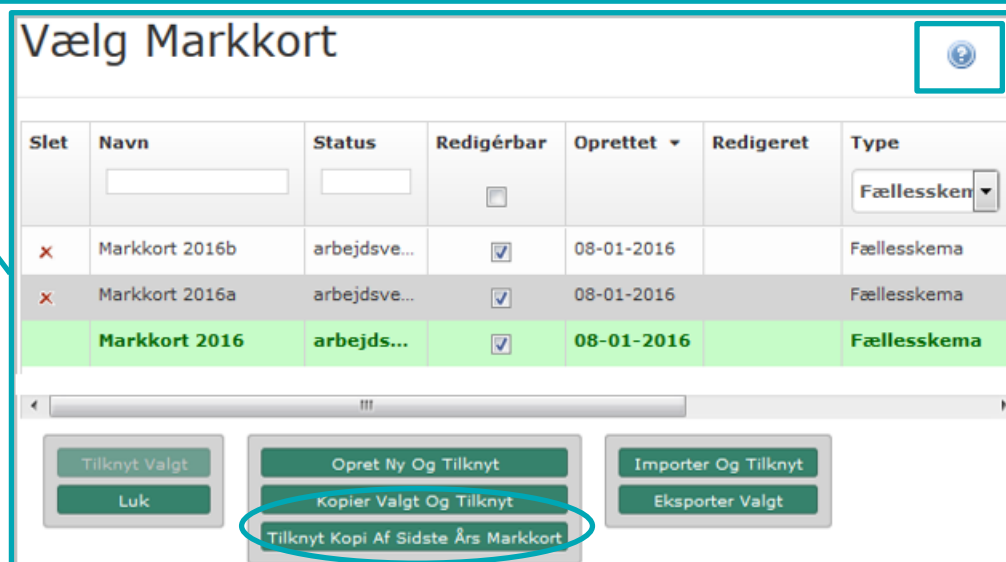 Vælg Markkort
Slet Navn Status Redigérbar Oprettet Redigeret Type
Fællessken
Markkort 2016b arbejdsve... 08-01-2016 Fællesskema
Markkort 2016a arbejdsve... 08-01-2016 Fællesskema
Markkort 2016 arbejds... 08-01-2016 Fællesskema
Tilknyt Valgt Opret Ny Og Tilknyt Importer Og Tilknyt
Luk Kopier Valgt Og Tilknyt Eksporter Valgt
Tilknyt Kopi Af Sidste Års Markkort